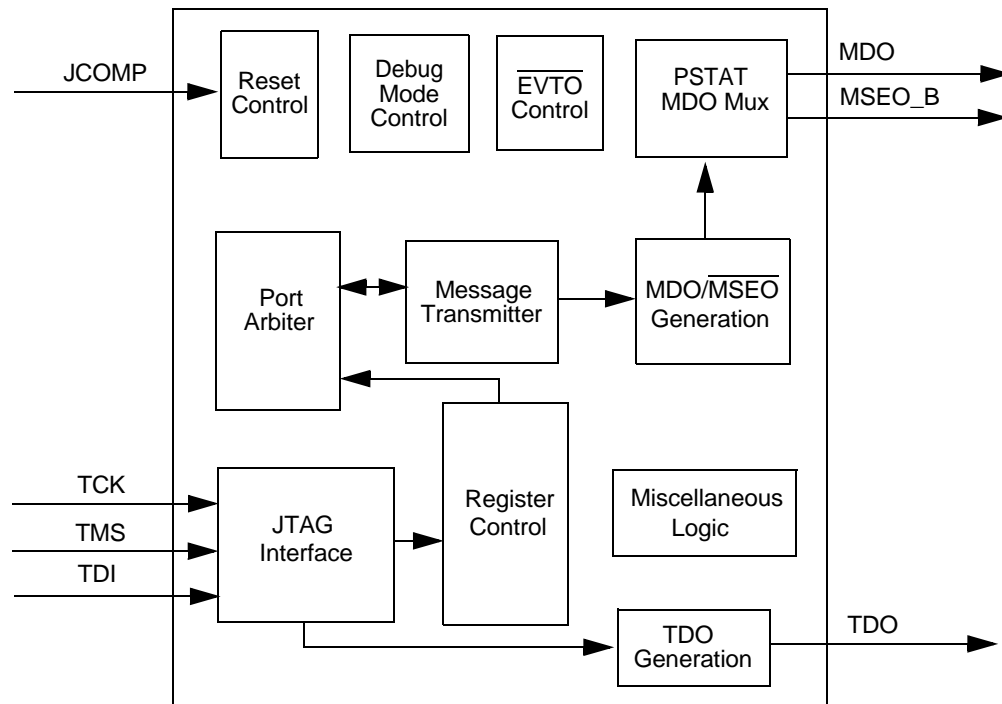 JCOMP
Reset
Control
Debug
Mode
Control
EVTO
Control
PSTAT
MDO Mux
MDO
MSEO_B
Port
Arbiter
Message
Transmitter
MDO/MSEO
Generation
TCK
TMS
TDI
JTAG
Interface
Register
Control
Miscellaneous
Logic
TDO
Generation
TDO